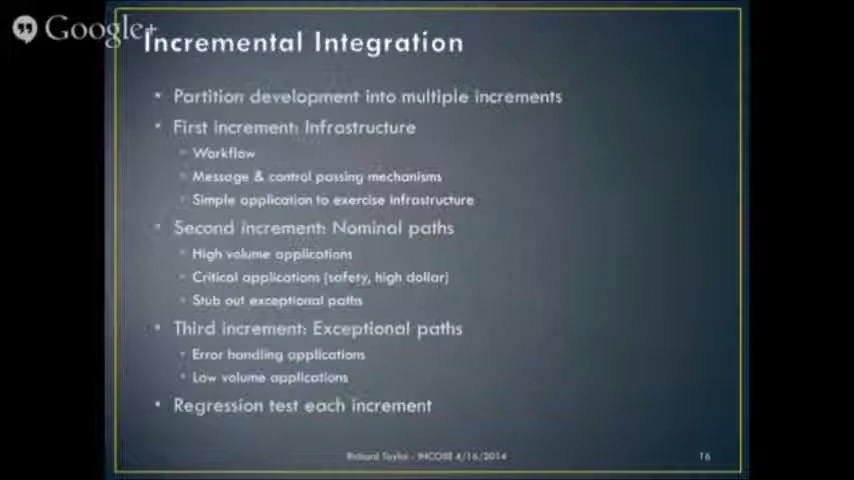 Google+
Incremental Integration
• Partition development into multiple increments
• First increment: Infrastructure
Workflow
Message & control passing mechanisms
Simple application to exercise infrastructure
• Second increment: Nominal paths
High volume applications
Critical applications (safety, high dollar)
Stub out exceptional paths
• Third increment: Exceptional paths
Error handling applications
Low volume applications
• Regression test each increment
Richard Taylor - INCOSE 4/16/2014
16